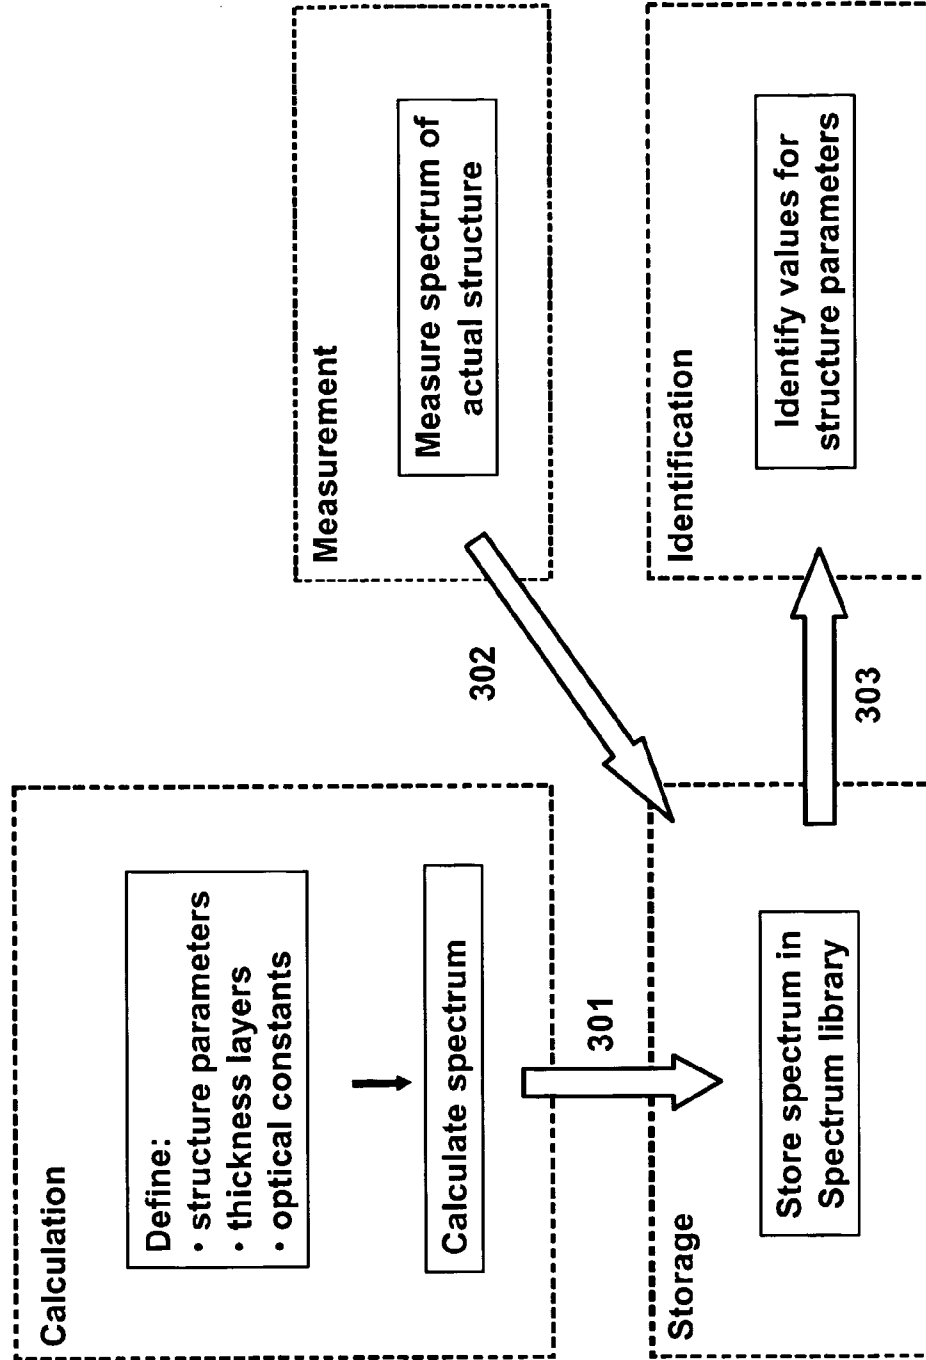 Calculation
Define:
• structure parameters
• thickness layers
• optical constants
Calculate spectrum
301
Storage
Store spectrum in
Spectrum library
Measurement
Measure spectrum of
actual structure
302
303
Identification
Identify values for
structure parameters